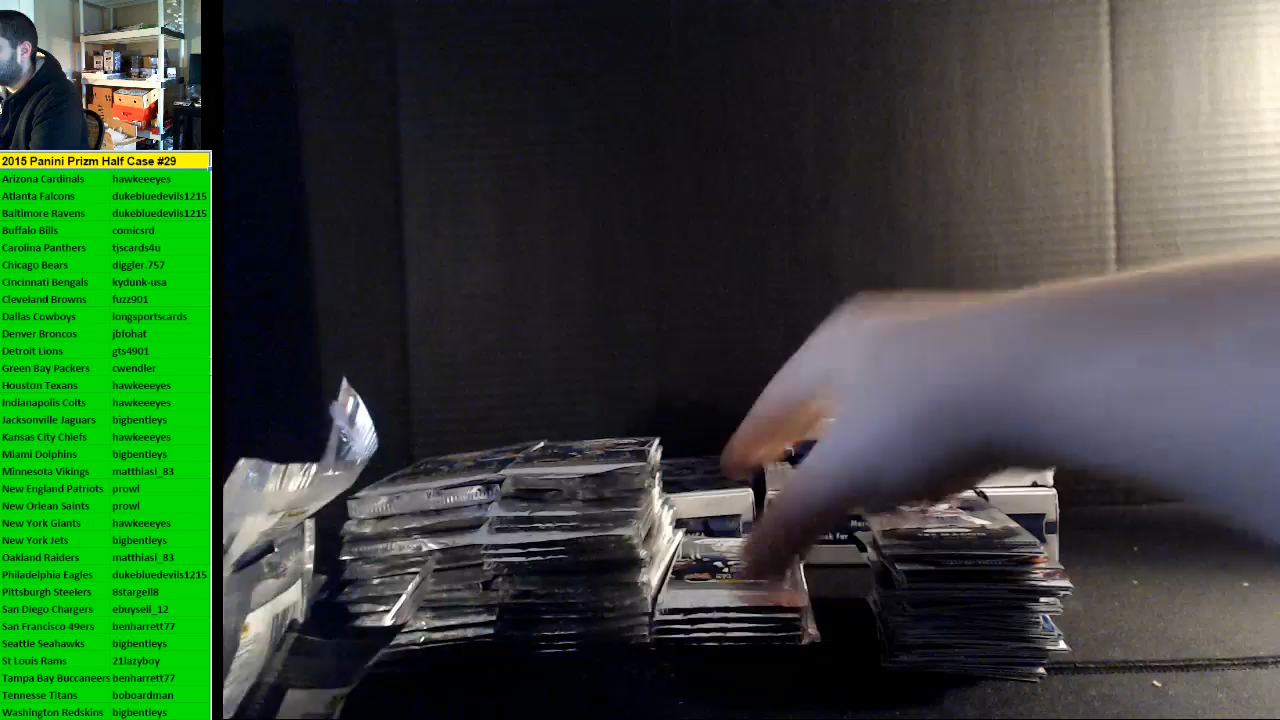 2015 Panini Prizm Half Case #29
Arizona Cardinals hawkeeeyes
Atlanta Falcons dukebluedevils1215
Baltimore Ravens dukebluedevils1215
Buffalo Bills comicsrd
Carolina Panthers tjscards4u
Chicago Bears diggler.757
Cincinnati Bengals kydunk-usa
Cleveland Browns fuzz901
Dallas Cowboys longsportscards
Denver Broncos jbfohat
Detroit Lions gts4901
Green Bay Packers cwendler
Houston Texans hawkeeeyes
Indianapolis Colts hawkeeeyes
Jacksonville Jaguars bigbentleys
Kansas City Chiefs hawkeeeyes
Miami Dolphins bigbentleys
Minnesota Vikings matthiasl_83
New England Patriots prowl
New Orlean Saints prowl
New York Giants hawkeeeyes
New York Jets bigbentleys
Oakland Raiders matthiasl_83
Philadelphia Eagles dukebluedevils1215
Pittsburgh Steelers 8stargell8
San Diego Chargers ebuysell_12
San Francisco 49ers benharrett77
Seattle Seahawks bigbentleys
St Louis Rams 21lazyboy
Tampa Bay Buccaneers benharrett77
Tennesse Titans boboardman
Washington Redskins bigbentleys